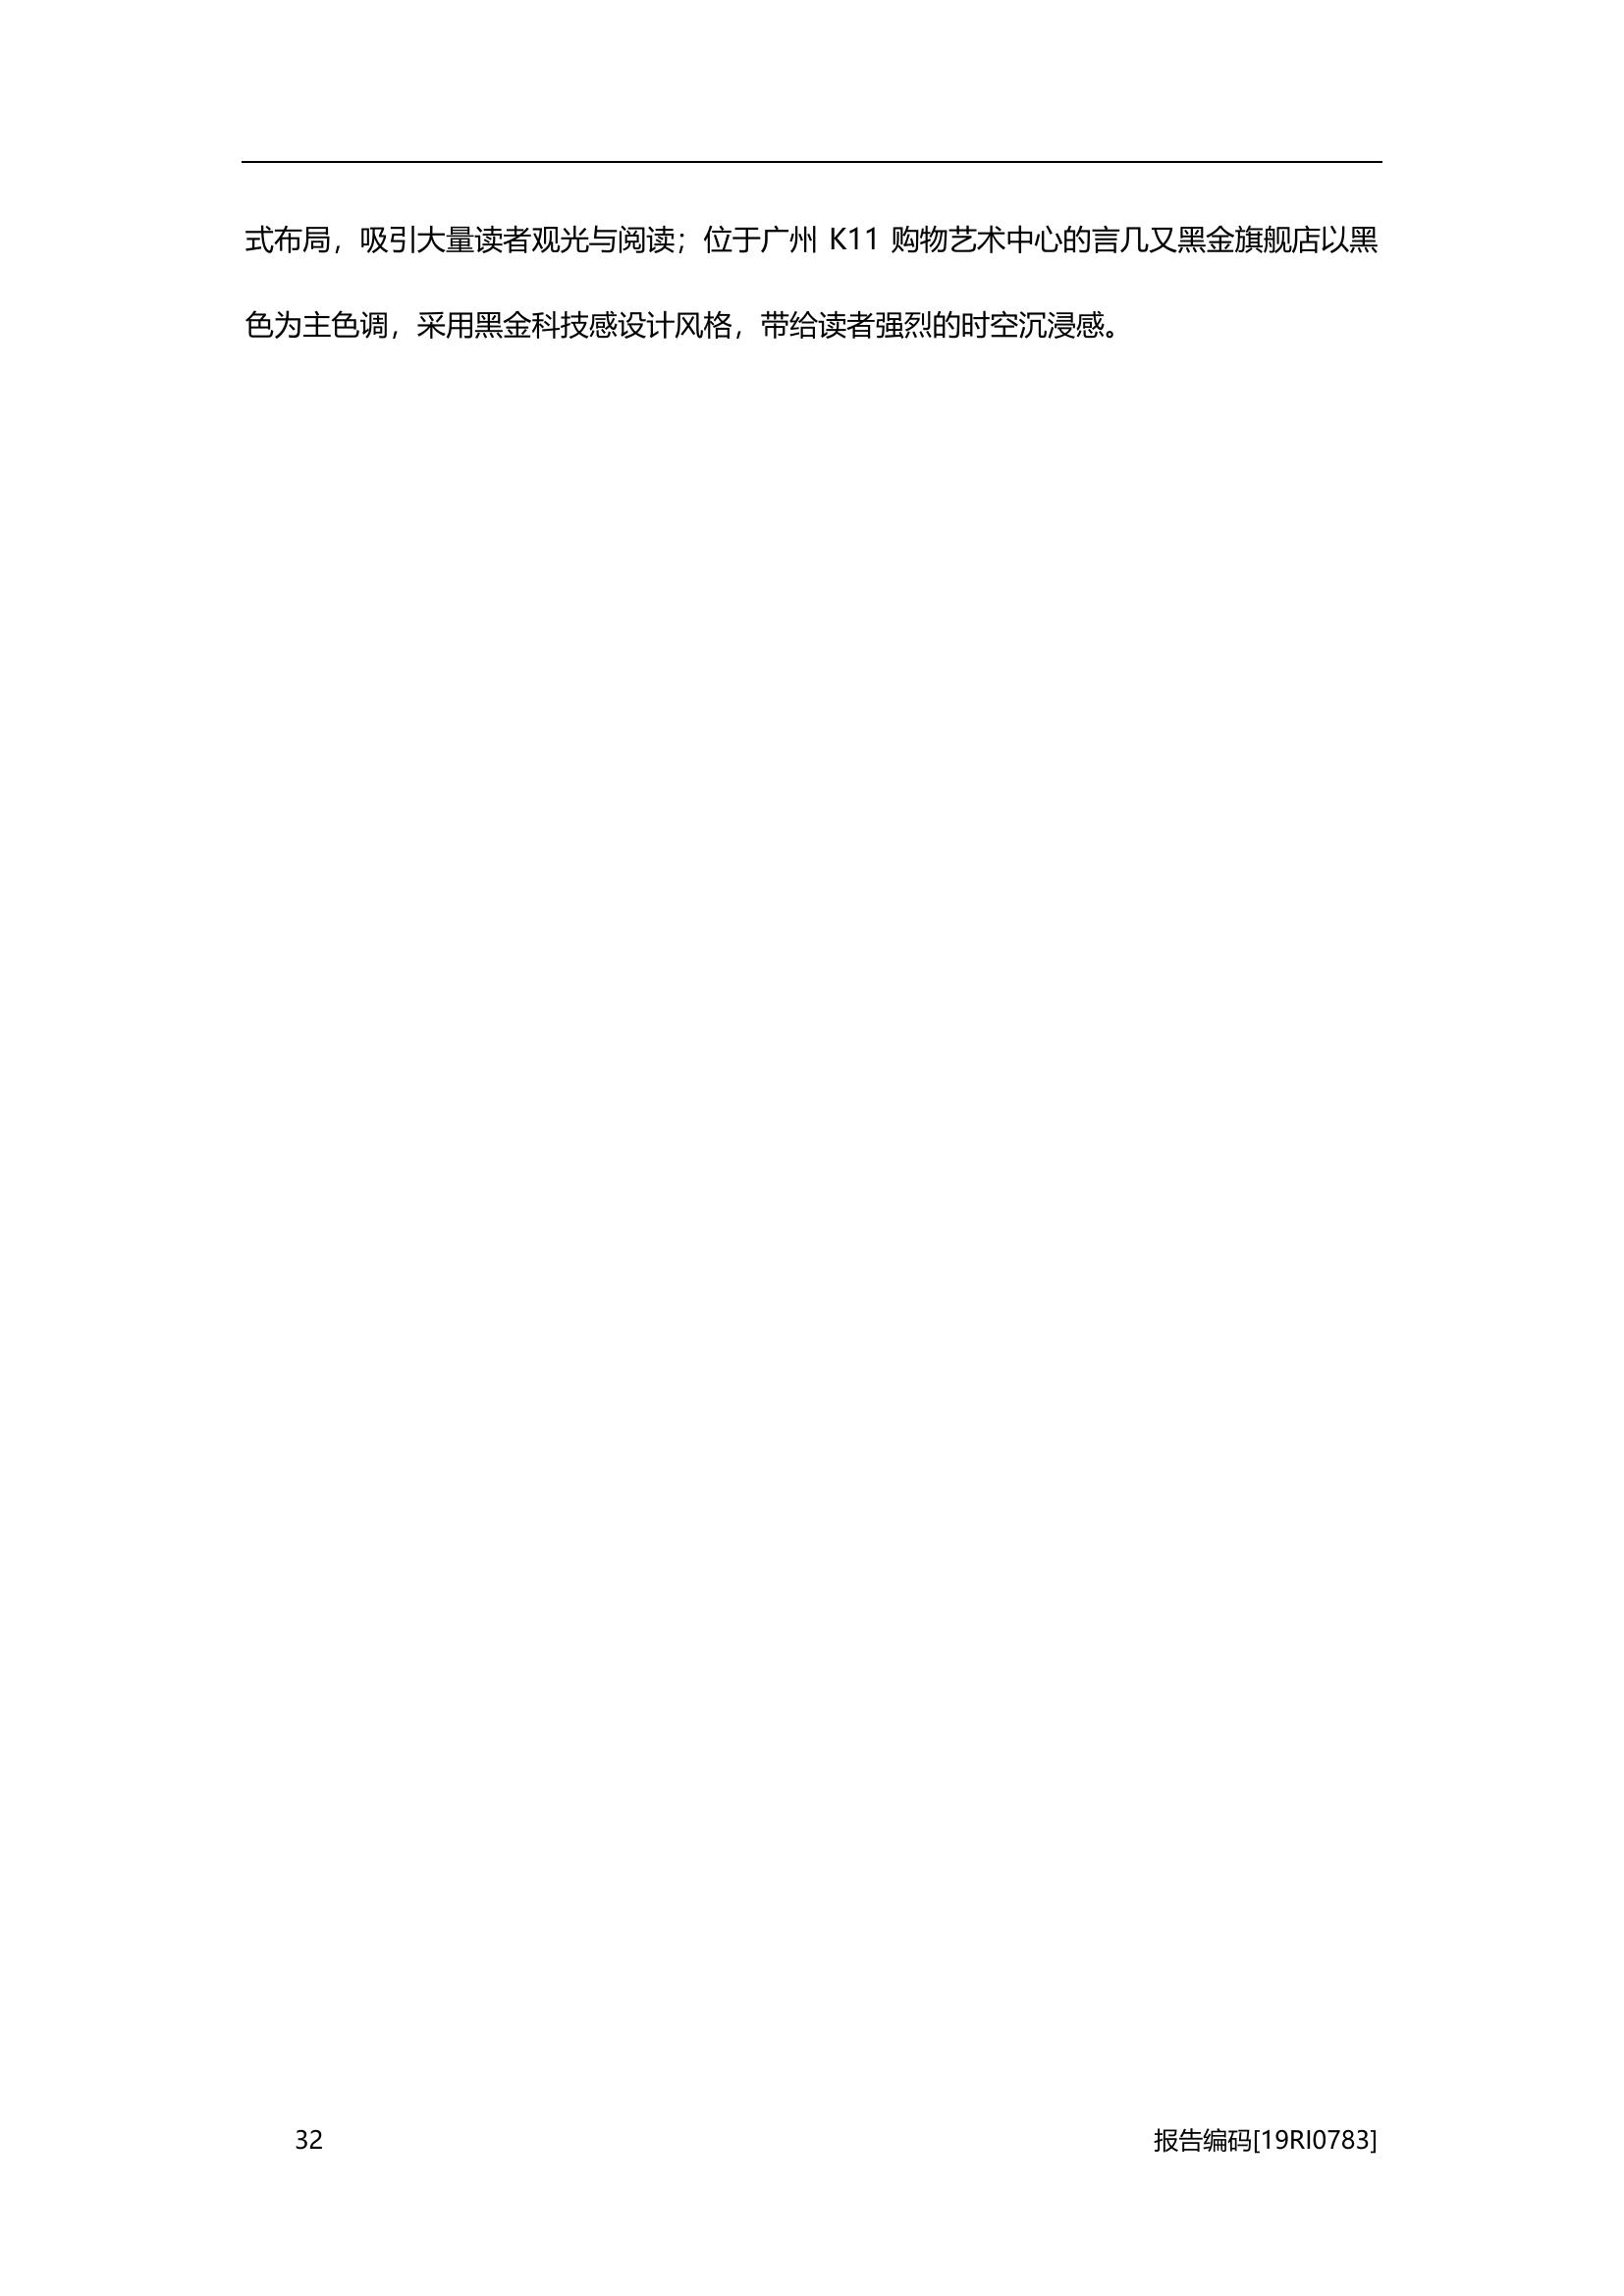 式布局，吸引大量读者观光与阅读；位于广州 K11 购物艺术中心的言几又黑金旗舰店以黑
色为主色调，采用黑金科技感设计风格，带给读者强烈的时空沉浸感。
32 报告编码[19RI0783]